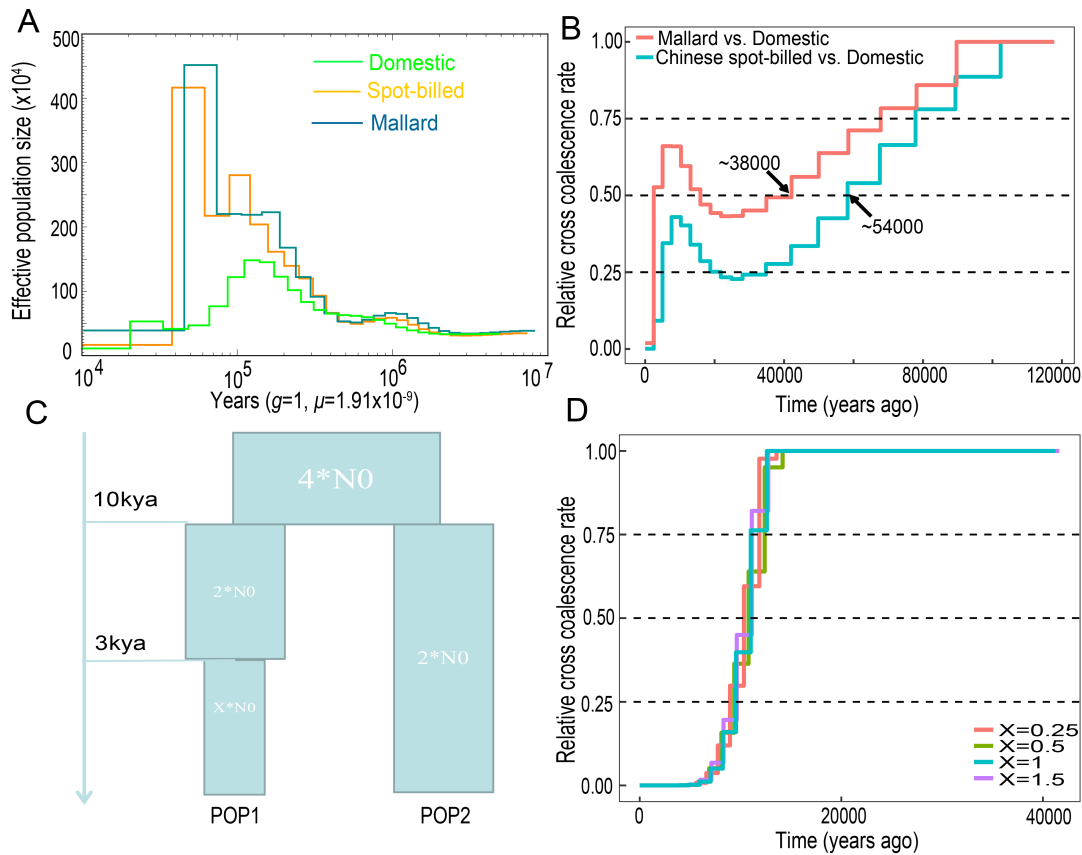 A
500
400
300
200
100
0
Effective population size (x10⁴)
Domestic
Spot-billed
Mallard
10⁴
10⁵
10⁶
10⁷
Years (g=1, μ=1.91x10⁻⁹)
B
Mallard vs. Domestic
Chinese spot-billed vs. Domestic
1.00
0.75
0.50
0.25
0.00
Relative cross coalescence rate
~38000
~54000
0
40000
80000
120000
Time (years ago)
C
10kya
3kya
4*N0
2*N0
X*N0
2*N0
POP1
POP2
D
1.00
0.75
0.50
0.25
0.00
Relative cross coalescence rate
X=0.25
X=0.5
X=1
X=1.5
0
20000
40000
Time (years ago)